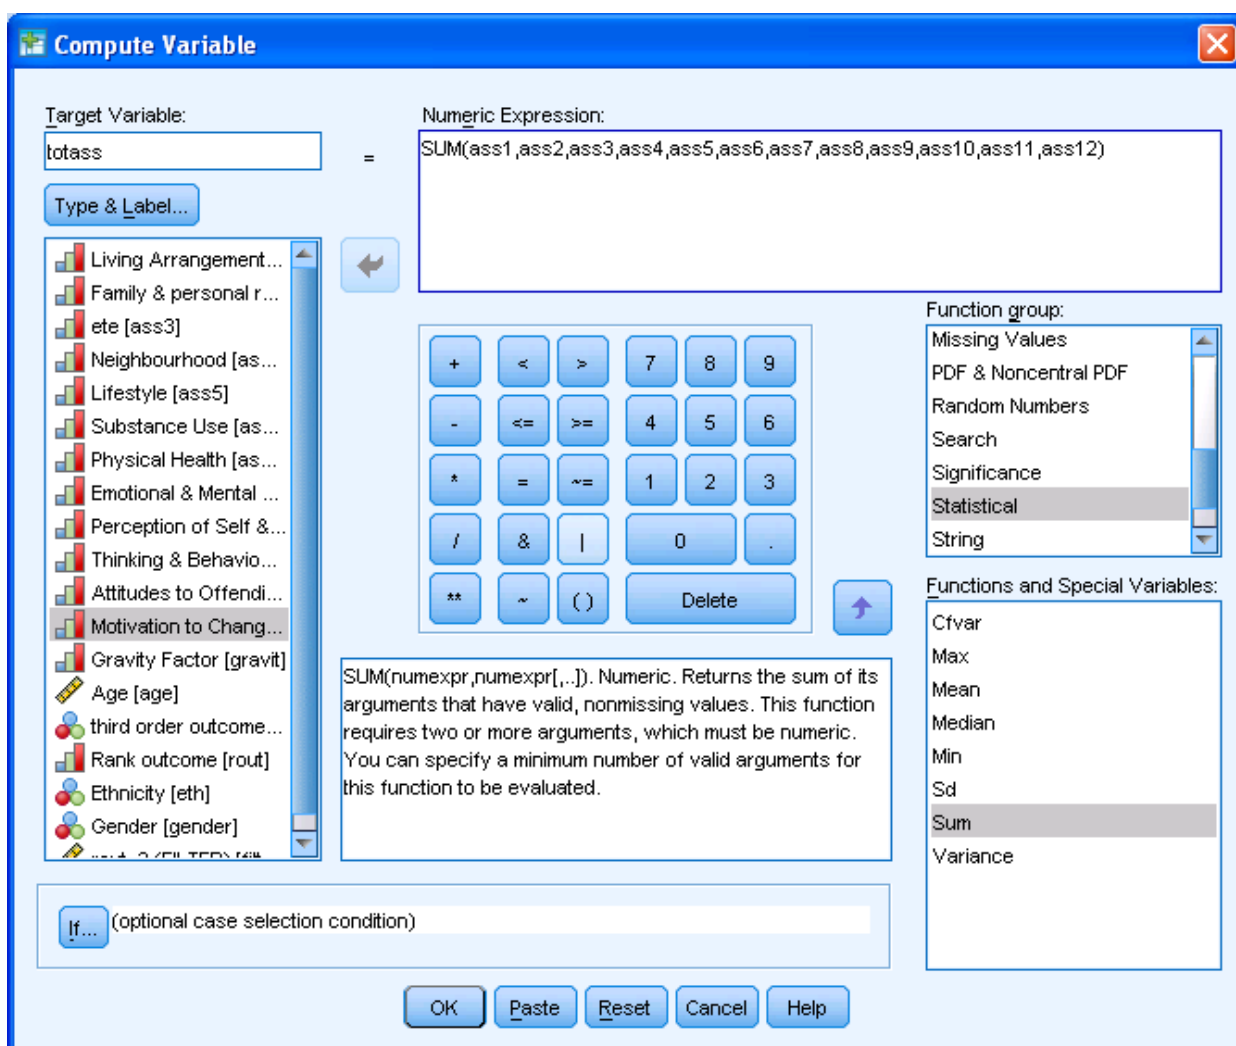 Compute Variable
Target Variable:
totass
=
Type & Label...
Numeric Expression:
SUM(ass1,ass2,ass3,ass4,ass5,ass6,ass7,ass8,ass9,ass10,ass11,ass12)
Living Arrangement...
Family & personal r...
ete [ass3]
Neighbourhood [as...
Lifestyle [ass5]
Substance Use [as...
Physical Health [as...
Emotional & Mental ...
Perception of Self &...
Thinking & Behavio...
Attitudes to Offendi...
Motivation to Chang...
Gravity Factor [gravit]
Age [age]
third order outcome...
Rank outcome [rout]
Ethnicity [eth]
Gender [gender]
+ < > 7 8 9
- <= >= 4 5 6
* = ~= 1 2 3
/ & | 0 .
** ~ ( ) Delete
Function group:
Missing Values
PDF & Noncentral PDF
Random Numbers
Search
Significance
Statistical
String
Functions and Special Variables:
Cfvar
Max
Mean
Median
Min
Sd
Sum
Variance
SUM(numexpr,numexpr[,..]). Numeric. Returns the sum of its
arguments that have valid, nonmissing values. This function
requires two or more arguments, which must be numeric.
You can specify a minimum number of valid arguments for
this function to be evaluated.
If... (optional case selection condition)
OK Paste Reset Cancel Help